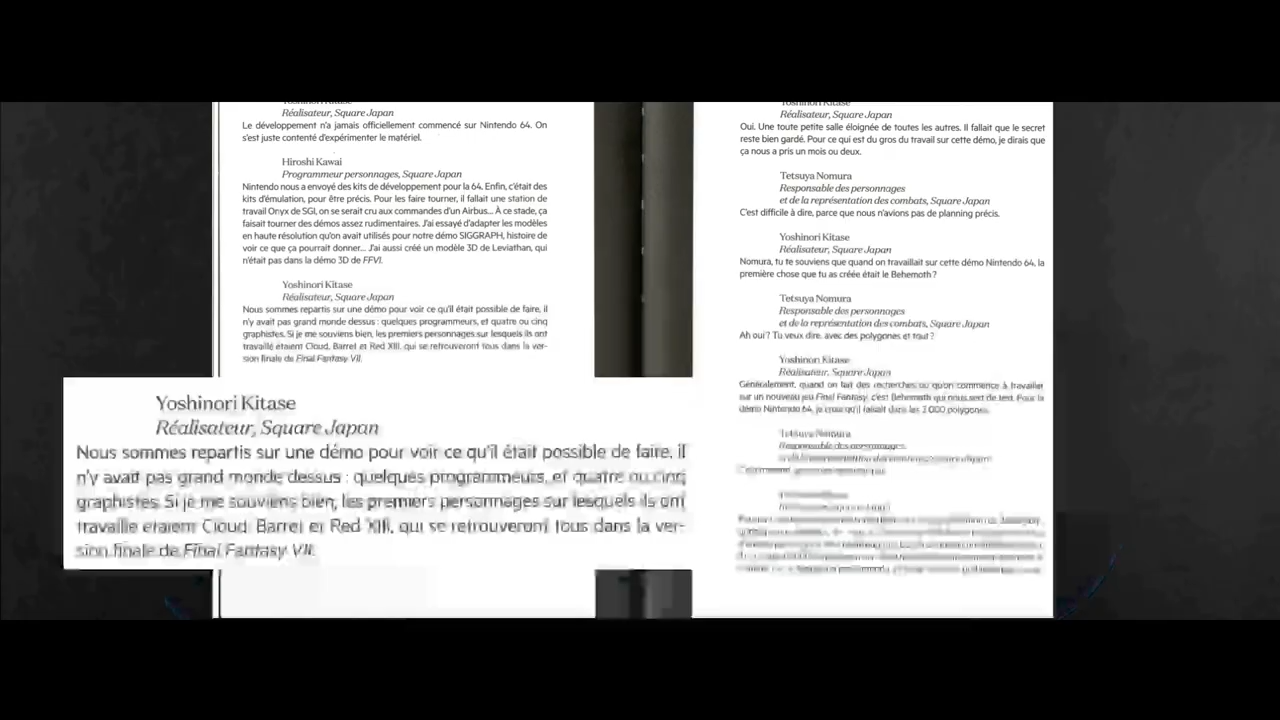 Yoshinori Kitase
Réalisateur, Square Japan
Le développement n'a jamais officiellement commencé sur Nintendo 64. On
s'est juste contenté d'expérimenter le matériel.
Hiroshi Kawai
Programmeur personnages, Square Japan
Nintendo nous a envoyé des kits de développement pour la 64. Enfin, c'était des
kits d'émulation, pour être précis. Pour les faire tourner, il fallait une station de
travail Onyx de SGI, on se serait cru aux commandes d'un Airbus... À ce stade, ça
faisait tourner des démos assez rudimentaires. J'ai essayé d'adapter les modèles
en haute résolution qu'on avait utilisés pour notre démo SIGGRAPH, histoire de
voir ce que ça pourrait donner... J'ai aussi créé un modèle 3D de Leviathan, qui
n'était pas dans la démo 3D de FFVI.
Yoshinori Kitase
Réalisateur, Square Japan
Nous sommes repartis sur une démo pour voir ce qu'il était possible de faire, il
n'y avait pas grand monde dessus : quelques programmeurs, et quatre ou cinq
graphistes. Si je me souviens bien, les premiers personnages sur lesquels ils ont
travaillé étaient Cloud, Barret et Red XIII, qui se retrouveront tous dans la ver-
sion finale de Final Fantasy VII.
Yoshinori Kitase
Réalisateur, Square Japan
Nous sommes repartis sur une démo pour voir ce qu'il était possible de faire, il
n'y avait pas grand monde dessus : quelques programmeurs, et quatre ou cinq
graphistes. Si je me souviens bien, les premiers personnages sur lesquels ils ont
travaillé étaient Cloud, Barret et Red XIII, qui se retrouveront tous dans la ver-
sion finale de Final Fantasy VII.
Yoshinori Kitase
Réalisateur, Square Japan
Oui. Une toute petite salle éloignée de toutes les autres. Il fallait que le secret
reste bien gardé. Pour ce qui est du gros du travail sur cette démo, je dirais que
ça nous a pris un mois ou deux.
Tetsuya Nomura
Responsable des personnages
et de la représentation des combats, Square Japan
C'est difficile à dire, parce que nous n'avions pas de planning précis.
Yoshinori Kitase
Réalisateur, Square Japan
Nomura, tu te souviens que quand on travaillait sur cette démo Nintendo 64, la
première chose que tu as créée était le Behemoth ?
Tetsuya Nomura
Responsable des personnages
et de la représentation des combats, Square Japan
Ah oui ? Tu veux dire, avec des polygones et tout ?
Yoshinori Kitase
Réalisateur, Square Japan
Généralement, quand on fait des recherches ou qu'on commence à travailler
sur un nouveau jeu Final Fantasy, c'est Behemoth qui nous sert de test. Pour la
démo Nintendo 64, je crois qu'il faisait dans les 2 000 polygones.
Tetsuya Nomura
Responsable des personnages
et de la représentation des combats, Square Japan